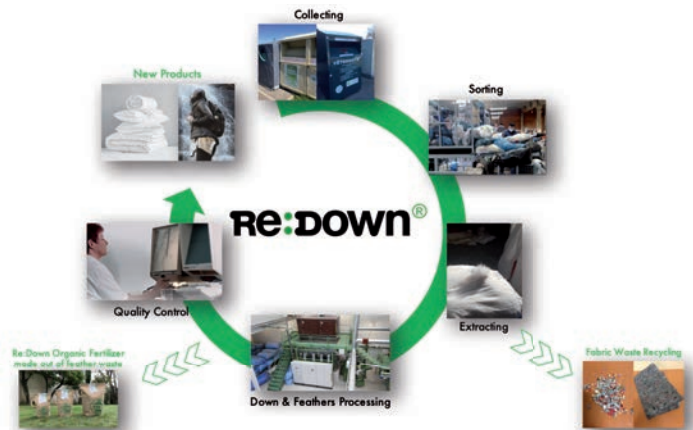 Collecting
New Products
Sorting
Re:DOWN®
Quality Control
Extracting
Re:Down Organic Fertilizer
made out of feather waste
Fabric Waste Recycling
Down & Feathers Processing